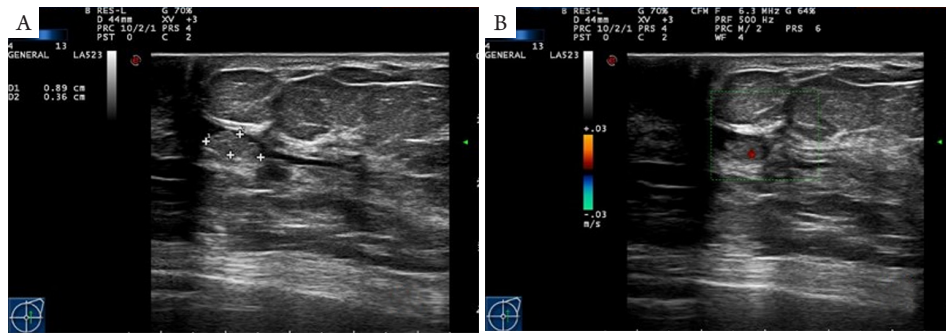 A
B RES-L G 70%
D 44mm XV +3
PRC 10/2/1 PRS 4
PST 0 C 2
4 13
GENERAL LA523
D1 0.89 cm
D2 0.36 cm
B
B RES-L G 70% CFM F 6.3 MHz G 64%
D 44mm XV +3 PRF 500 Hz
PRC 10/2/1 PRS 4 PRC M/ 2 PRS 6
PST 0 C 2 WF 4
4 13
GENERAL LA523
+.03
-.03
m/s